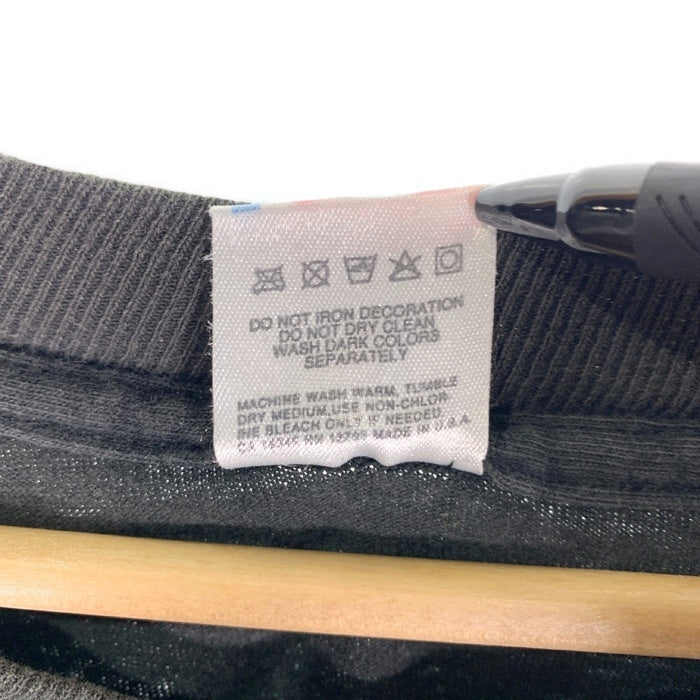 DO NOT IRON DECORATION
DO NOT DRY CLEAN
WASH DARK COLORS
SEPARATELY
MACHINE WASH WARM, TUMBLE
DRY MEDIUM, USE NON-CHLOR-
INE BLEACH ONLY IF NEEDED.
MADE IN U.S.A.